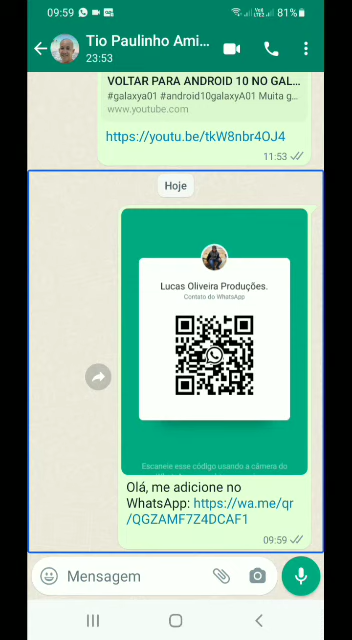 09:59
81%
Tio Paulinho Ami...
23:53
VOLTAR PARA ANDROID 10 NO GAL...
#galaxya01 #android10galaxyA01 Muita g...
www.youtube.com
https://youtu.be/tkW8nbr4OJ4
11:53
Hoje
Lucas Oliveira Produções.
Contato do WhatsApp
Escaneie esse código usando a câmera do
Olá, me adicione no
WhatsApp: https://wa.me/qr
/QGZAMF7Z4DCAF1
09:59
Mensagem